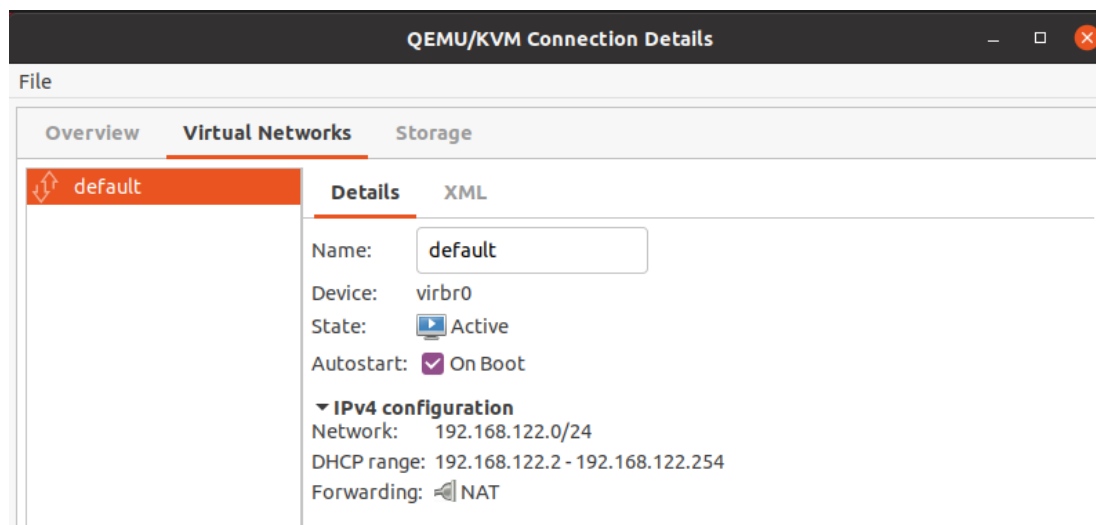 QEMU/KVM Connection Details
File
Overview Virtual Networks Storage
default
Details XML
Name: default
Device: virbr0
State: Active
Autostart: On Boot
IPv4 configuration
Network: 192.168.122.0/24
DHCP range: 192.168.122.2 - 192.168.122.254
Forwarding: NAT